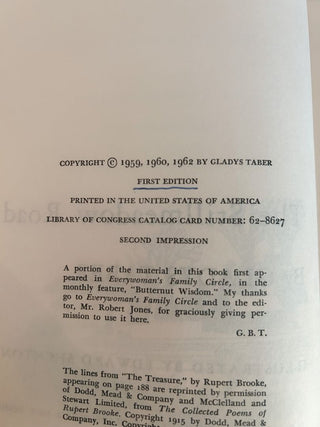 COPYRIGHT © 1959, 1960, 1962 BY GLADYS TABER
FIRST EDITION
PRINTED IN THE UNITED STATES OF AMERICA
LIBRARY OF CONGRESS CATALOG CARD NUMBER: 62-8627
SECOND IMPRESSION
A portion of the material in this book first ap-
peared in Everywoman's Family Circle, in the
monthly feature, "Butternut Wisdom." My thanks
go to Everywoman's Family Circle and to the edi-
tor, Mr. Robert Jones, for graciously giving per-
mission to use it here.
G. B. T.
The lines from "The Treasure," by Rupert Brooke,
appearing on page 188 are reprinted by permission
of Dodd, Mead & Company and McClelland and
Stewart Limited, from The Collected Poems of
Rupert Brooke. Copyright 1915 by Dodd, Mead &
Company, Inc. Copyright